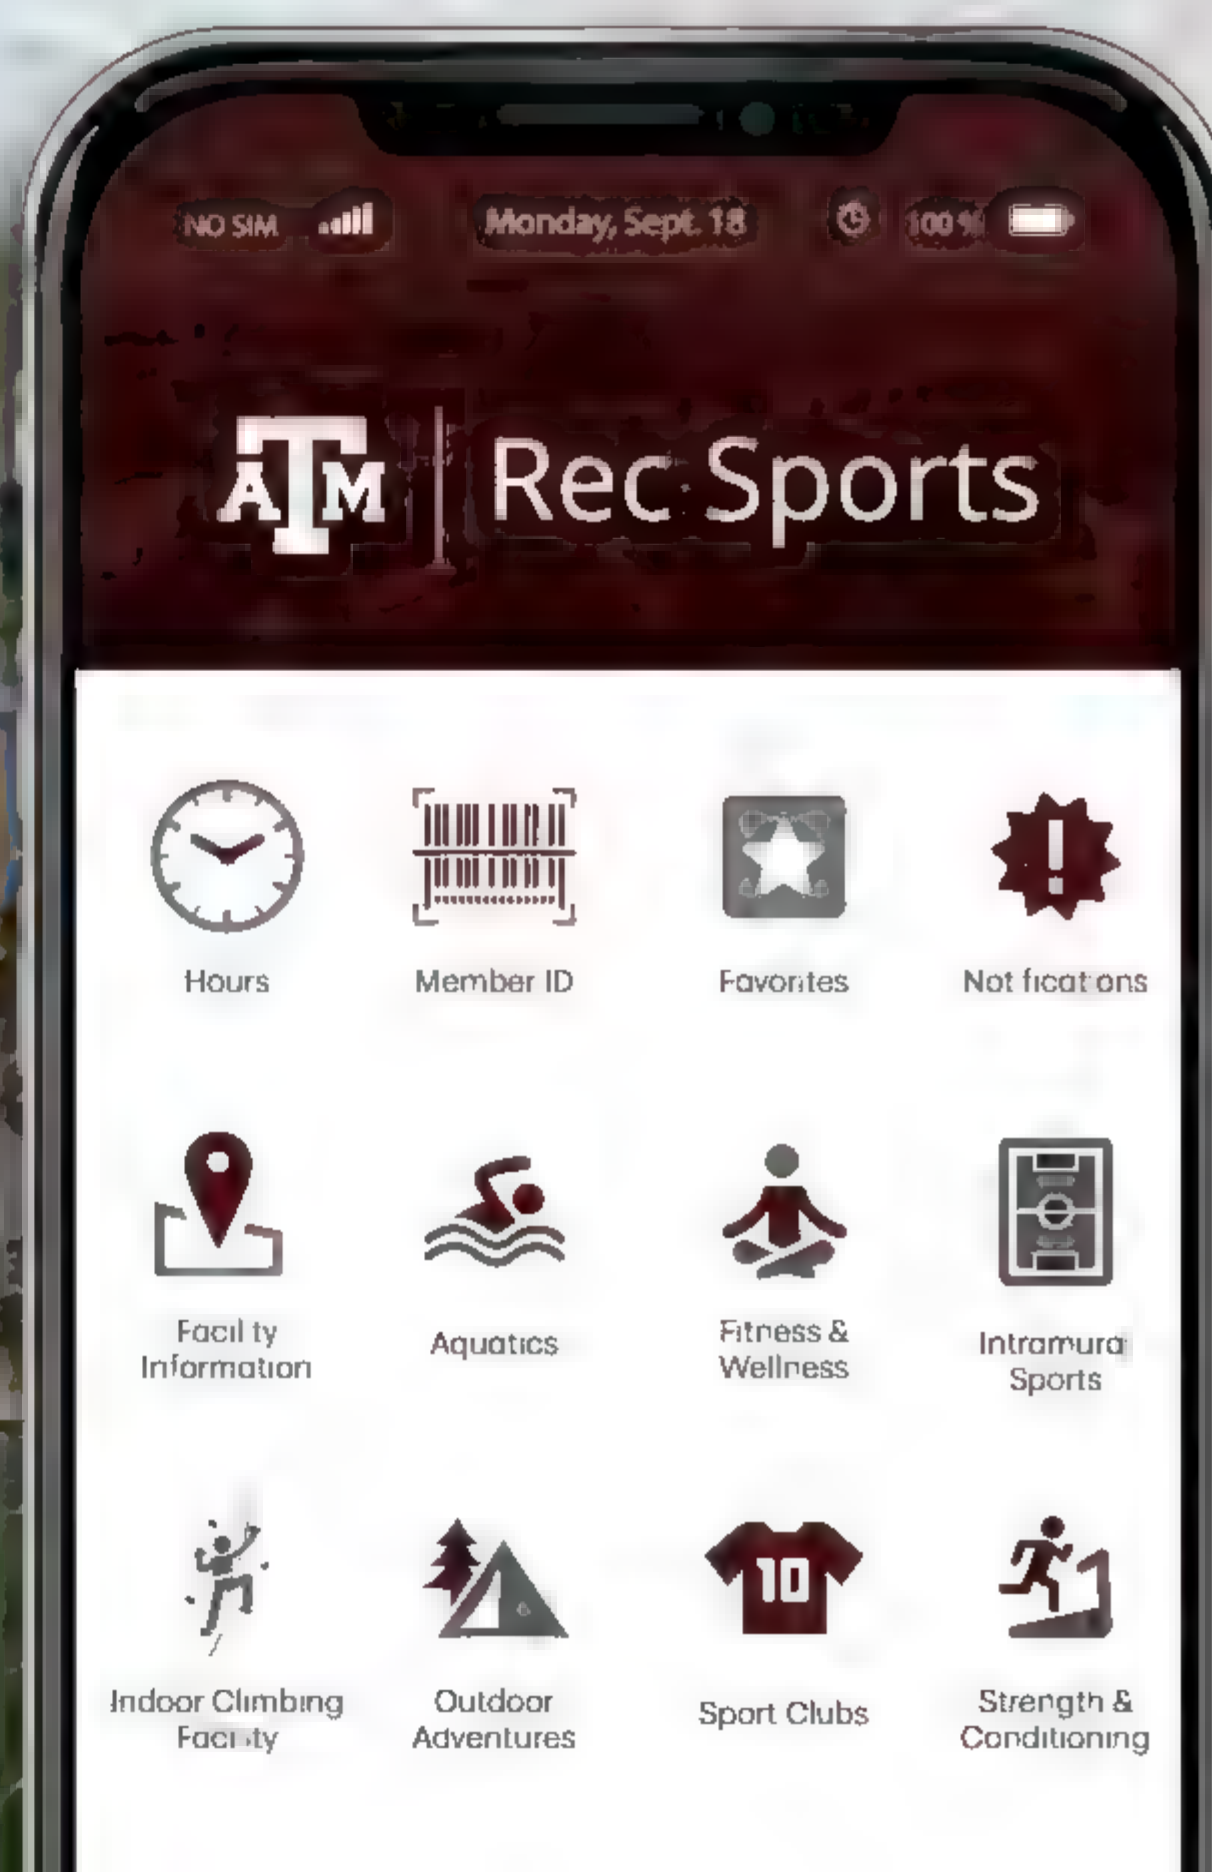 NO SIM Monday, Sept. 18 100 %
ATM Rec Sports
Hours Member ID Favorites Notifications
Facility Information
Aquatics
Fitness & Wellness
Intramural Sports
Indoor Climbing Facility
Outdoor Adventures
Sport Clubs
Strength & Conditioning
10